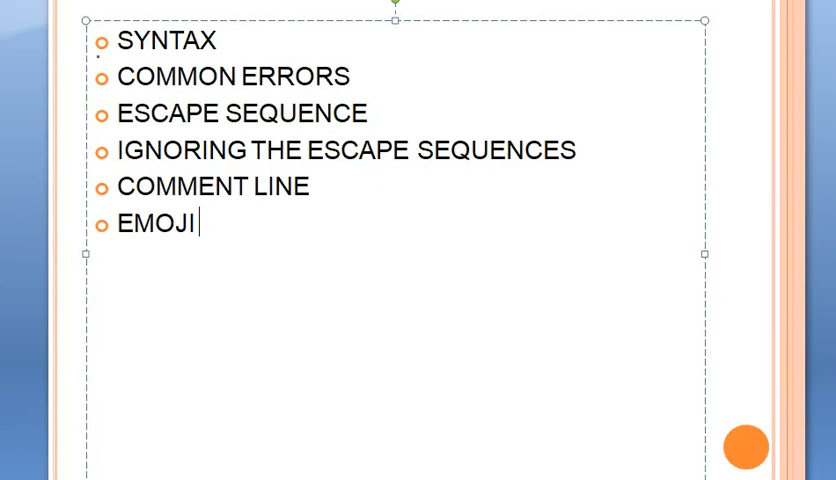 SYNTAX
COMMON ERRORS
ESCAPE SEQUENCE
IGNORING THE ESCAPE SEQUENCES
COMMENT LINE
EMOJI